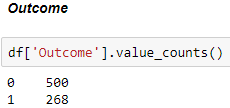 Outcome
df['Outcome'].value_counts()
0    500
1    268